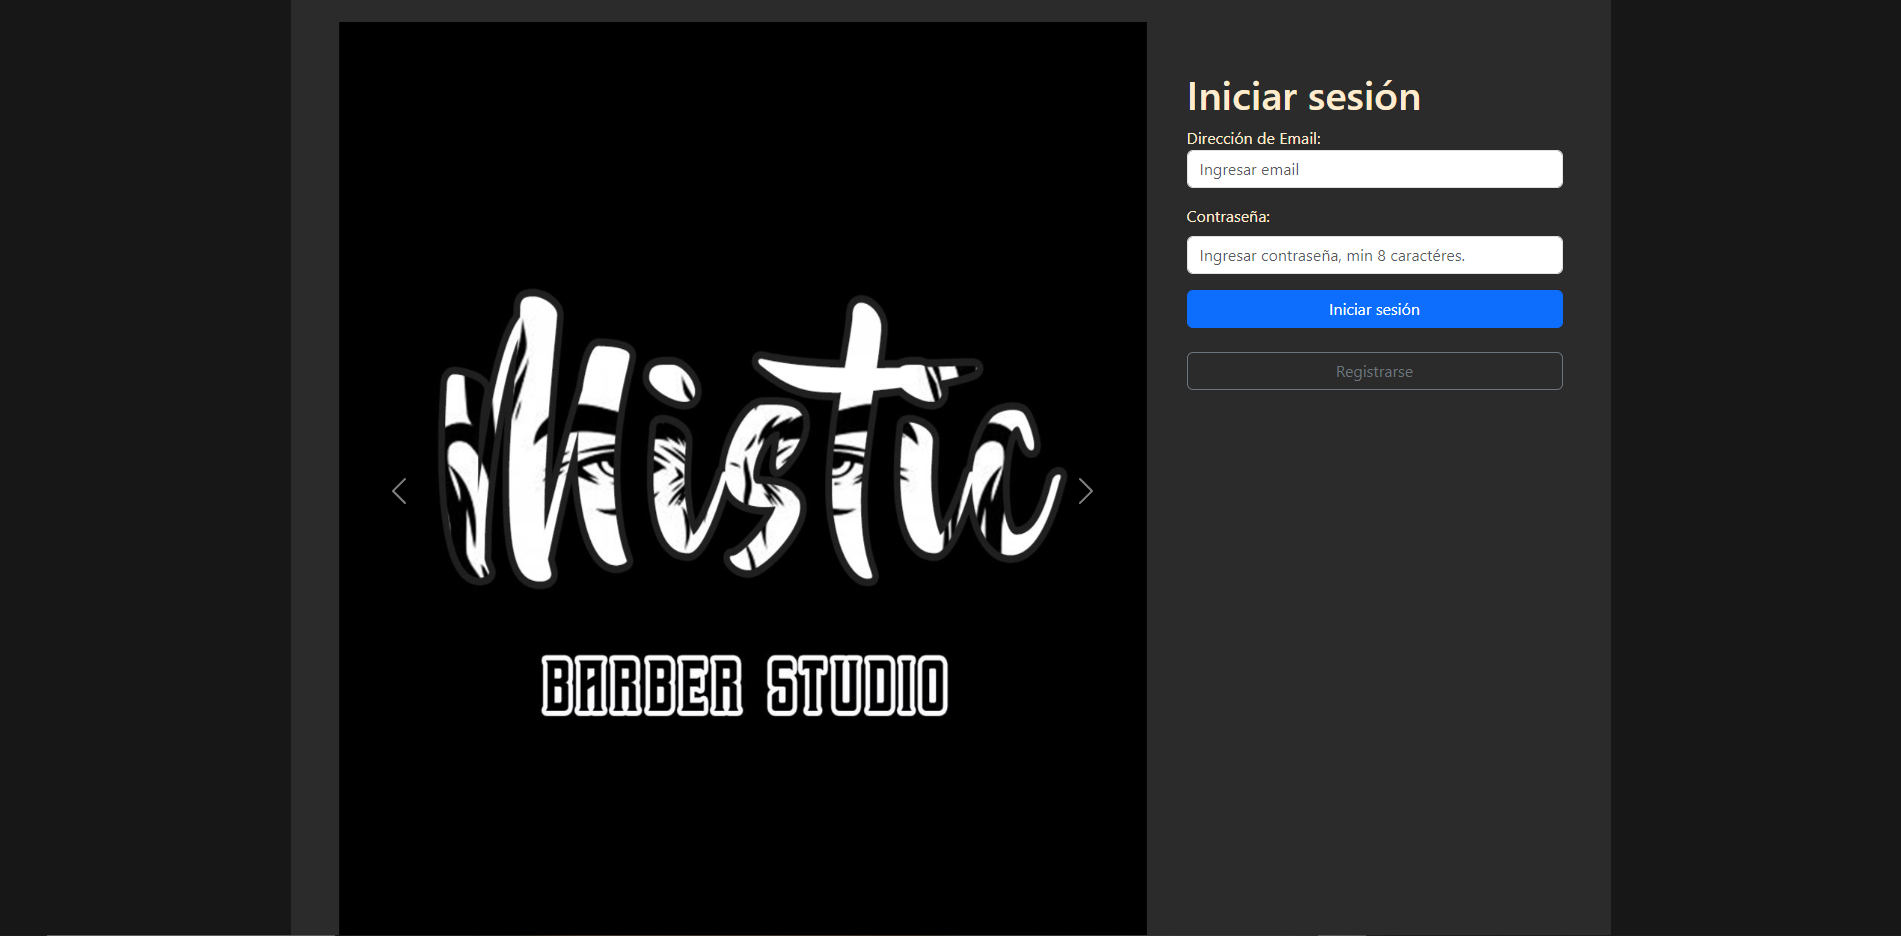 Mistic
BARBER STUDIO
Iniciar sesión
Dirección de Email:
Ingresar email
Contraseña:
Ingresar contraseña, min 8 caractéres.
Iniciar sesión
Registrarse